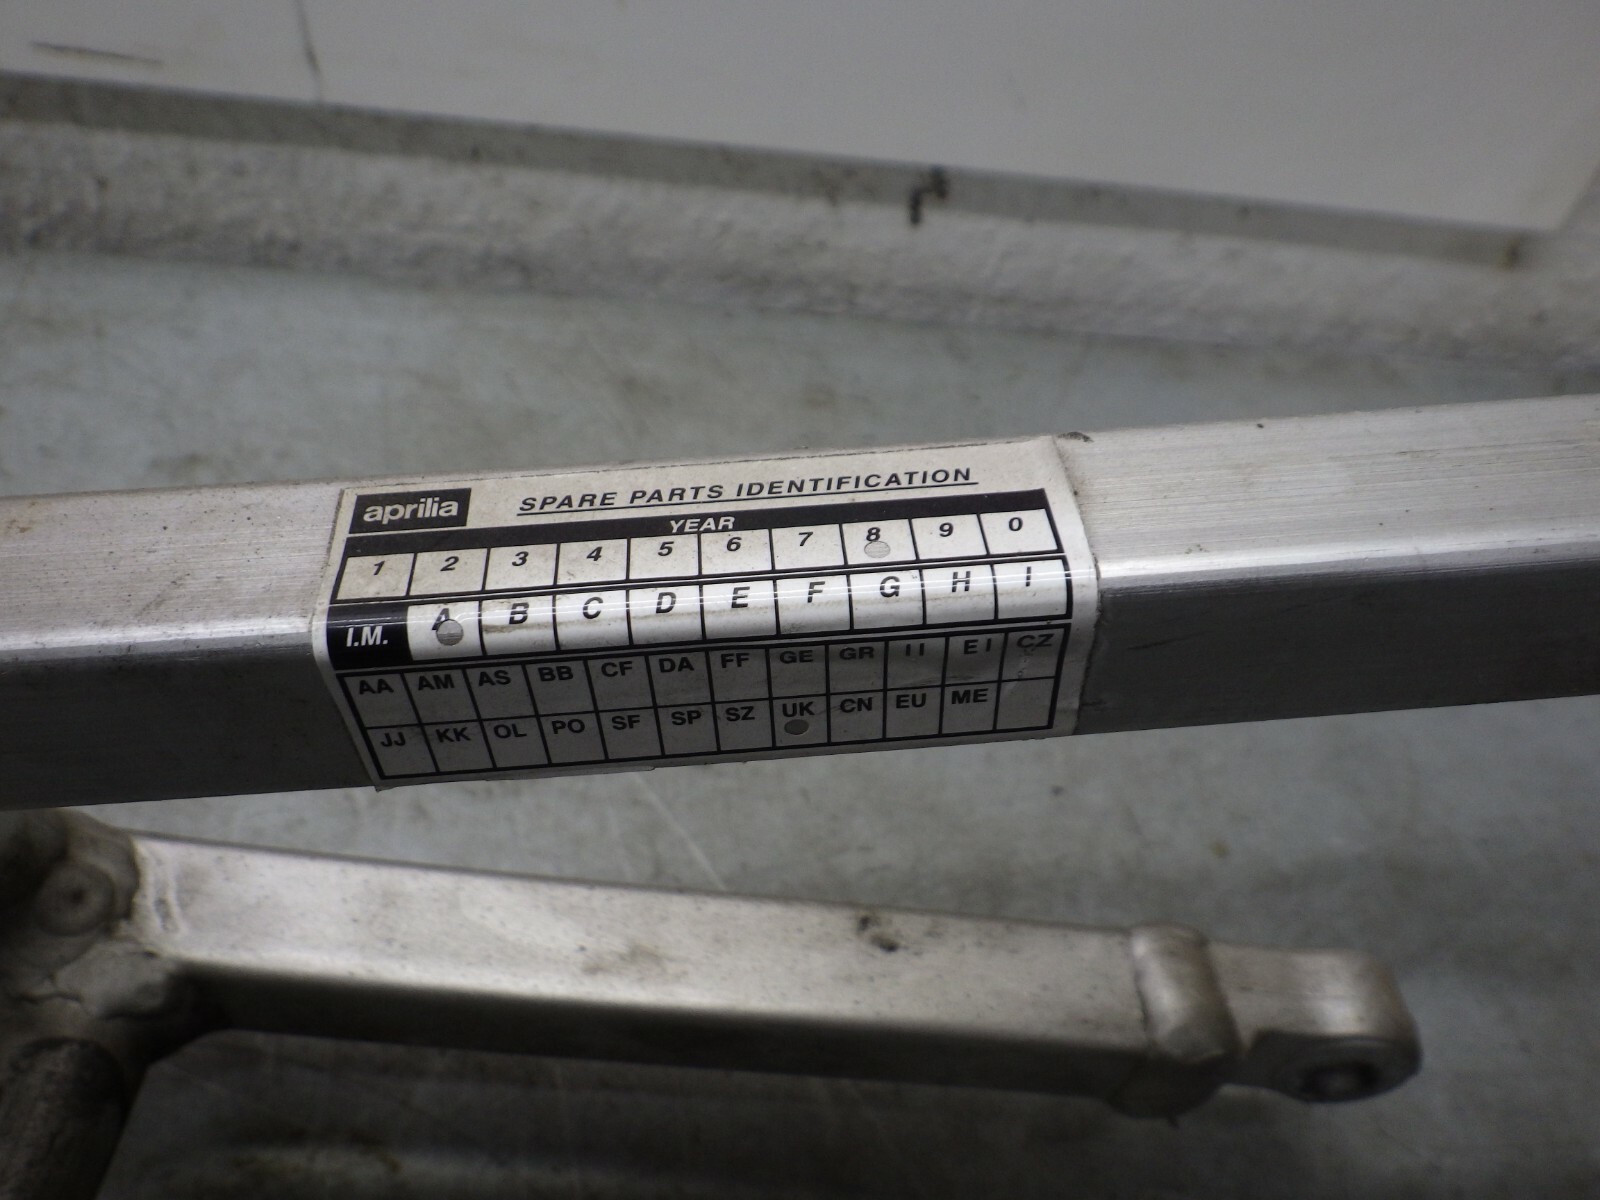 aprilia SPARE PARTS IDENTIFICATION
YEAR
1 2 3 4 5 6 7 8 9 0
I.M. A B C D E F G H I
AA AM AS BB CF DA FF GE GR II EI CZ
JJ KK OL PO SF SP SZ UK CN EU ME